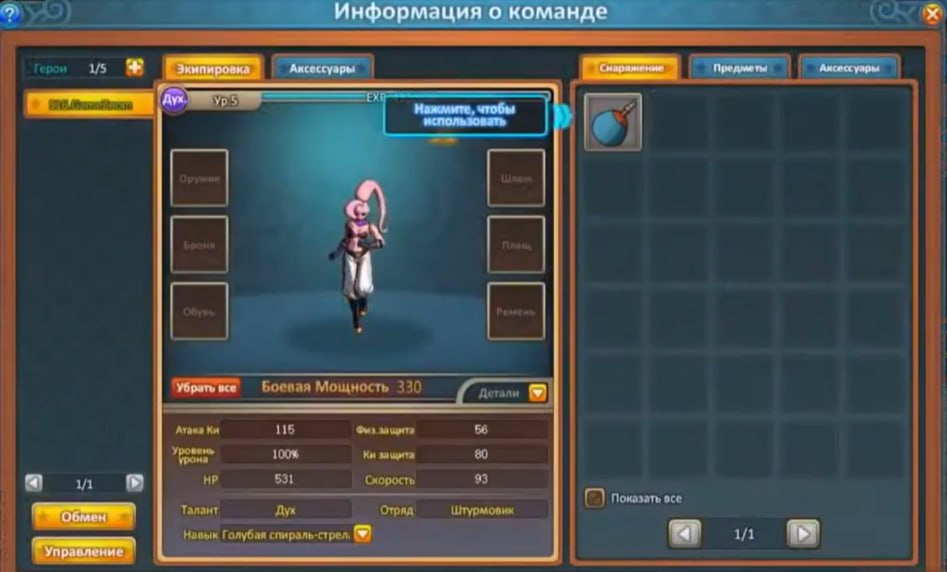 Информация о команде
Герои 1/5
Экипировка
Аксессуары
Снаряжение
Предметы
Аксессуары
S16.GameZnan
Дух.
Ур.5
EXP
Нажмите, чтобы
использовать
Оружие
Шлем
Броня
Плащ
Обувь
Ремень
Убрать все
Боевая Мощность 330
Детали
Атака Ки 115
Физ.защита 56
Уровень
урона 100%
Ки защита 80
HP 531
Скорость 93
Талант Дух
Отряд Штурмовик
Навык Голубая спираль-стрел
1/1
Обмен
Управление
Показать все
1/1